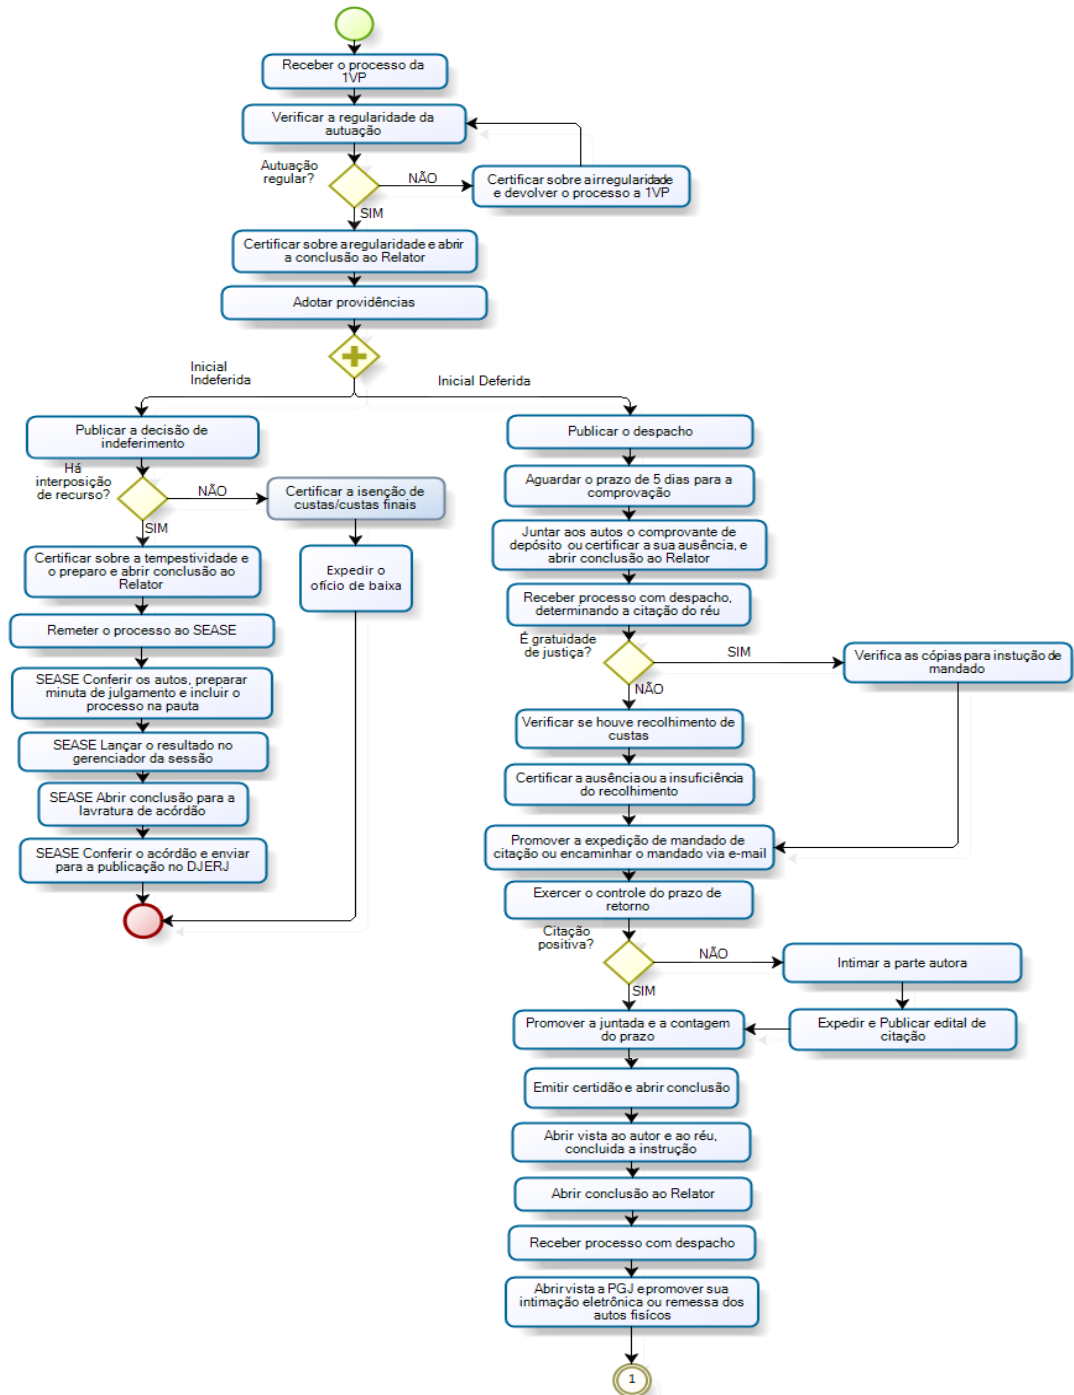 Receber o processo da
1VP
Verificar a regularidade da
autuação
Autuação
regular?
NÃO
Certificar sobre a irregularidade
e devolver o processo a 1VP
SIM
Certificar sobre a regularidade e abrir
a conclusão ao Relator
Adotar providências
Inicial
Indeferida
Inicial Deferida
Publicar a decisão de
indeferimento
Há
interposição
de recurso?
NÃO
Certificar a isenção de
custas/custas finais
SIM
Certificar sobre a tempestividade e
o preparo e abrir conclusão ao
Relator
Expedir o
ofício de baixa
Remeter o processo ao SEASE
SEASE Conferir os autos, preparar
minuta de julgamento e incluir o
processo na pauta
SEASE Lançar o resultado no
gerenciador da sessão
SEASE Abrir conclusão para a
lavratura de acórdão
SEASE Conferir o acórdão e enviar
para a publicação no DJERJ
Publicar o despacho
Aguardar o prazo de 5 dias para a
comprovação
Juntar aos autos o comprovante de
depósito ou certificar a sua ausência, e
abrir conclusão ao Relator
Receber processo com despacho,
determinando a citação do réu
É gratuidade
de justiça?
SIM
Verifica as cópias para instução de
mandado
NÃO
Verificar se houve recolhimento de
custas
Certificar a ausência ou a insuficiência
do recolhimento
Promover a expedição de mandado de
citação ou encaminhar o mandado via e-mail
Exercer o controle do prazo de
retorno
Citação
positiva?
NÃO
Intimar a parte autora
SIM
Expedir e Publicar edital de
citação
Promover a juntada e a contagem
do prazo
Emitir certidão e abrir conclusão
Abrir vista ao autor e ao réu,
concluida a instrução
Abrir conclusão ao Relator
Receber processo com despacho
Abrir vista a PGJ e promover sua
intimação eletrônica ou remessa dos
autos fisícos
1